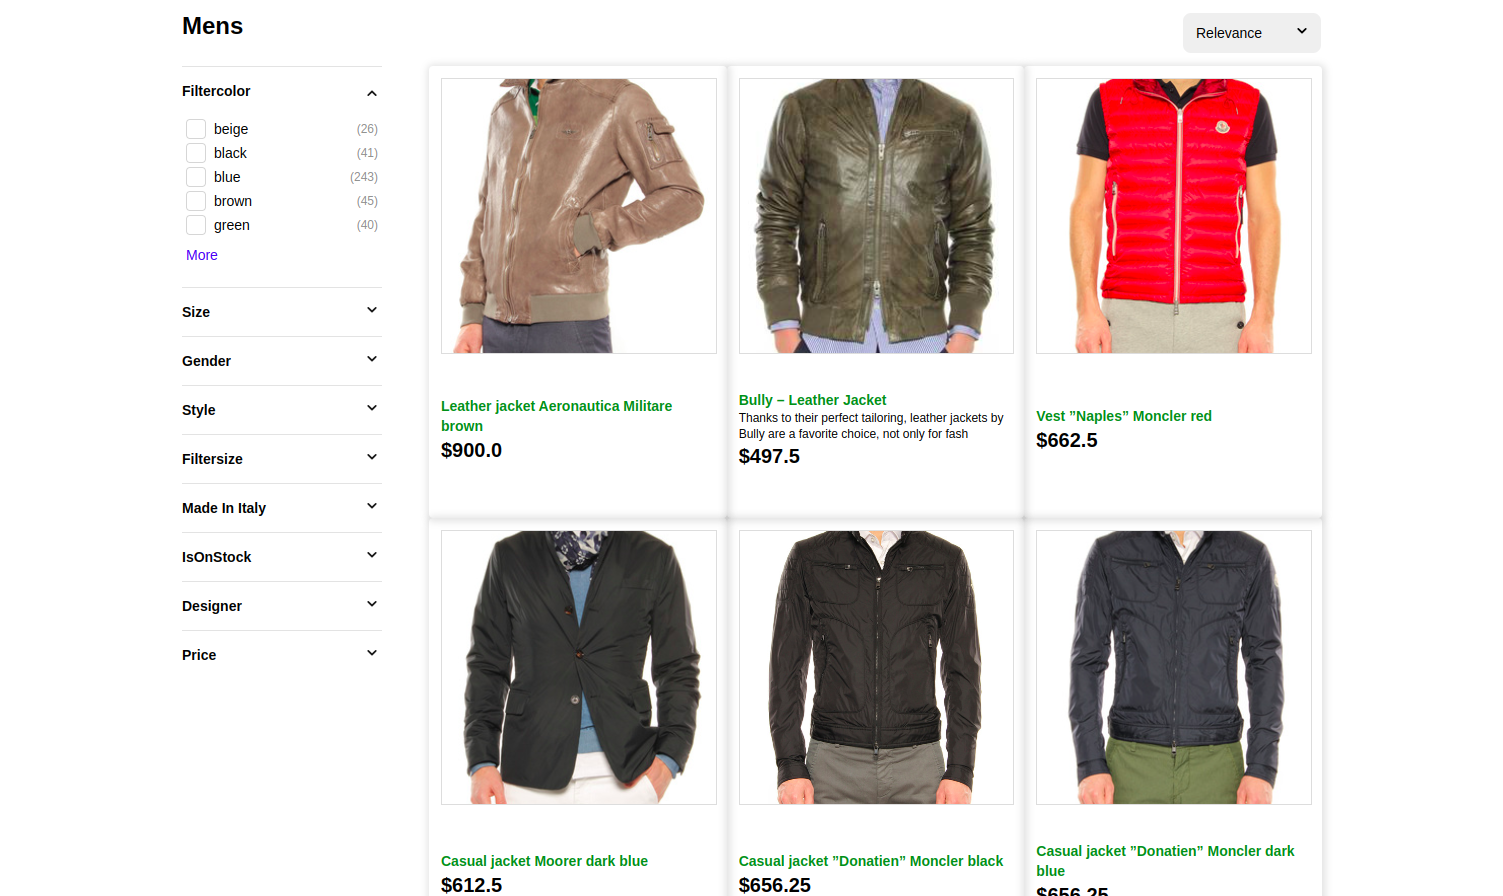 Mens
Relevance
Filtercolor
beige (26)
black (41)
blue (243)
brown (45)
green (40)
More
Size
Gender
Style
Filtersize
Made In Italy
IsOnStock
Designer
Price
Leather jacket Aeronautica Militare
brown
$900.0
Bully – Leather Jacket
Thanks to their perfect tailoring, leather jackets by
Bully are a favorite choice, not only for fash
$497.5
Vest ”Naples” Moncler red
$662.5
Casual jacket Moorer dark blue
$612.5
Casual jacket ”Donatien” Moncler black
$656.25
Casual jacket ”Donatien” Moncler dark
blue
$656.25